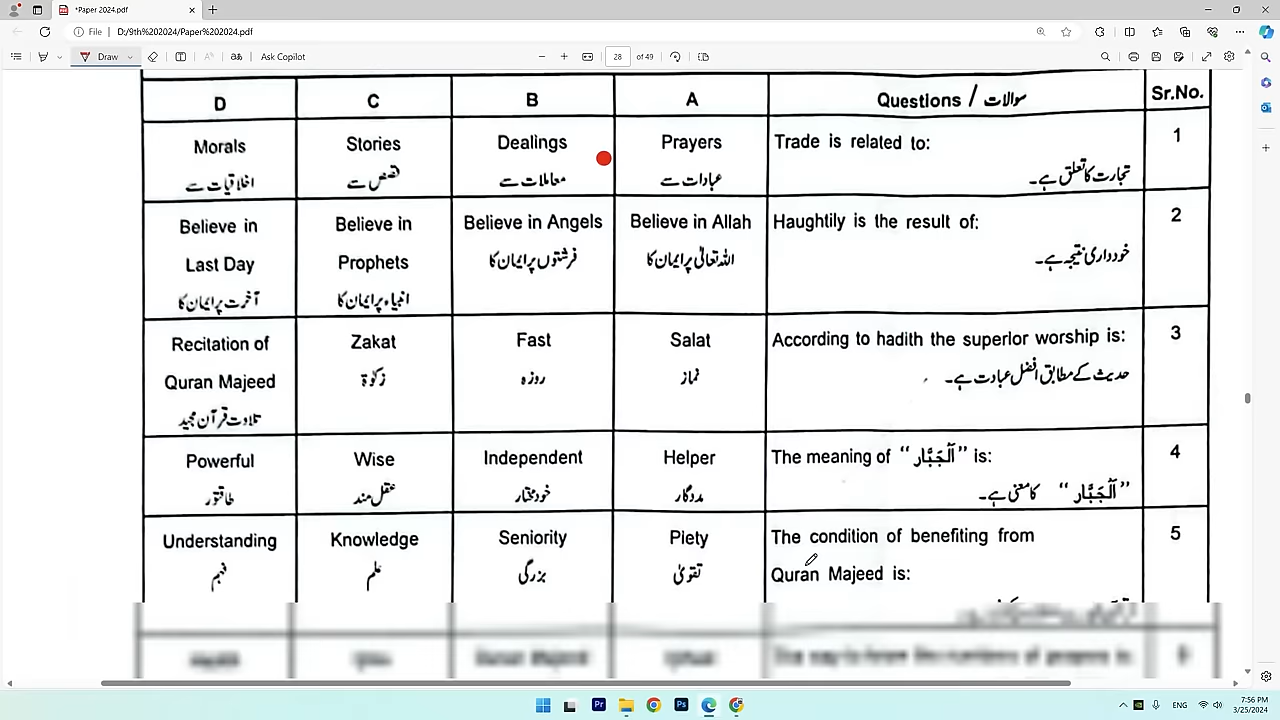 *Paper 2024.pdf
File
D:/9th%202024/Paper%202024.pdf
Draw
Ask Copilot
28
of 49
D
C
B
A
Questions / سوالات
Sr.No.
Morals
اخلاقیات سے
Stories
قصص سے
Dealings
معاملات سے
Prayers
عبادات سے
Trade is related to:
تجارت کا تعلق ہے۔
1
Believe in
Last Day
آخرت پر ایمان کا
Believe in
Prophets
انبیاء پر ایمان کا
Believe in Angels
فرشتوں پر ایمان کا
Believe in Allah
اللہ تعالیٰ پر ایمان کا
Haughtily is the result of:
خودداری نتیجہ ہے۔
2
Recitation of
Quran Majeed
تلاوت قرآن مجید
Zakat
زکوٰۃ
Fast
روزہ
Salat
نماز
According to hadith the superior worship is:
حدیث کے مطابق افضل عبادت ہے۔
3
Powerful
طاقتور
Wise
عقل مند
Independent
خود مختار
Helper
مددگار
The meaning of “اَلْجَبَّار” is:
“اَلْجَبَّار” کا معنی ہے۔
4
Understanding
فہم
Knowledge
علم
Seniority
بزرگی
Piety
تقویٰ
The condition of benefiting from
Quran Majeed is:
5
ENG
7:56 PM
3/25/2024